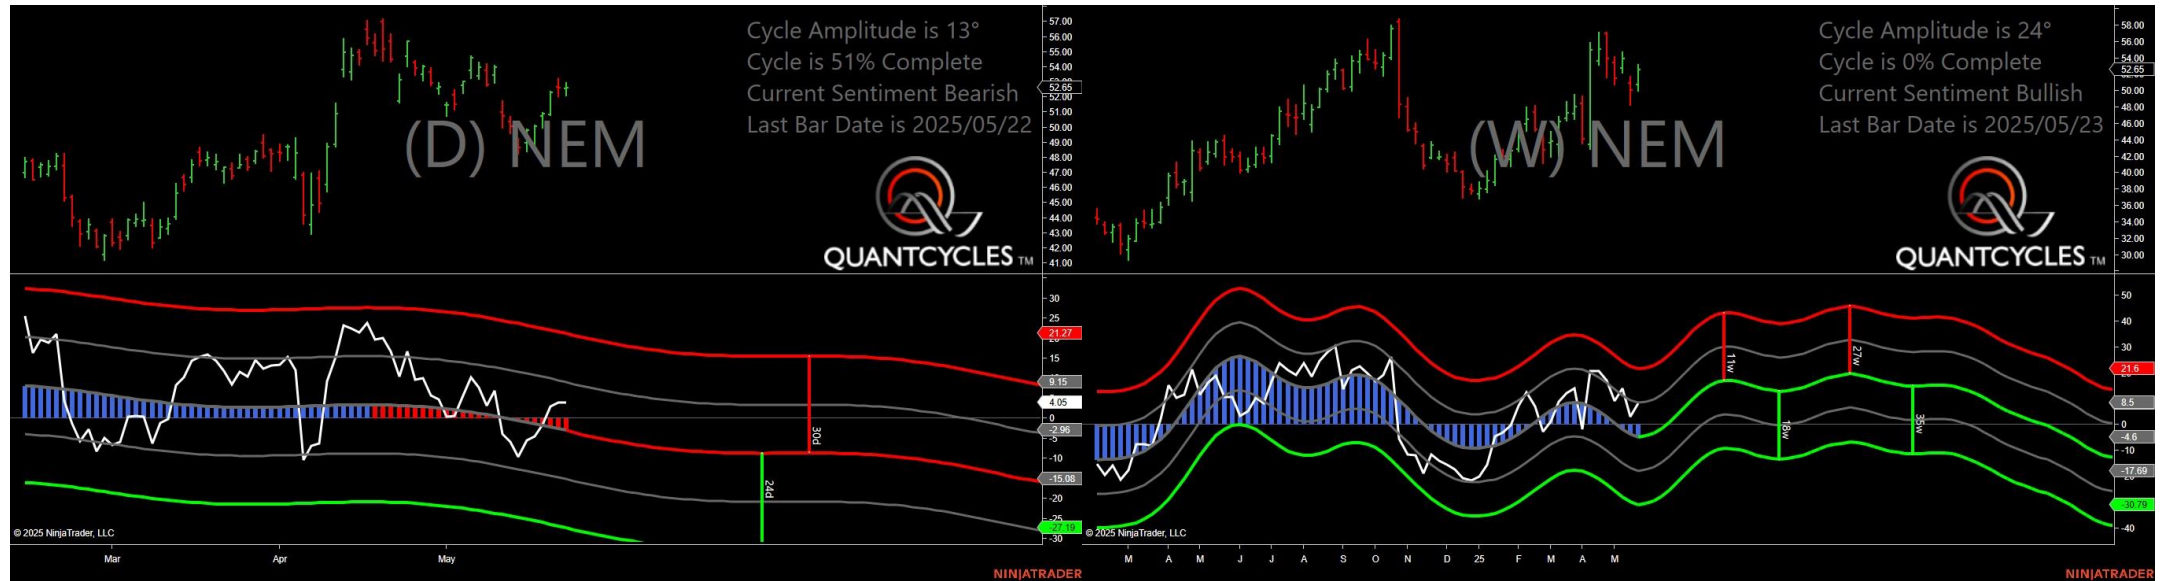 Cycle Amplitude is 13°
Cycle is 51% Complete
Current Sentiment Bearish
Last Bar Date is 2025/05/22
(D) NEM
QUANTCYCLES TM
57.00
56.00
55.00
54.00
52.65
52.00
51.00
50.00
49.00
48.00
47.00
46.00
45.00
44.00
43.00
42.00
41.00
30
25
21.27
15
9.15
4.05
0
-2.96
-5
-10
-15.08
-20
-25
-27.19
-30
30d
24d
© 2025 NinjaTrader, LLC
Mar
Apr
May
NINJATRADER
Cycle Amplitude is 24°
Cycle is 0% Complete
Current Sentiment Bullish
Last Bar Date is 2025/05/23
(W) NEM
QUANTCYCLES TM
58.00
56.00
54.00
52.65
50.00
48.00
46.00
44.00
42.00
40.00
38.00
36.00
34.00
32.00
30.00
50
40
30
21.6
8.5
0
-4.6
-10
-17.69
-30.79
-40
11w
18w
27w
35w
© 2025 NinjaTrader, LLC
M A M J J A S O N D 25 F M A M
NINJATRADER